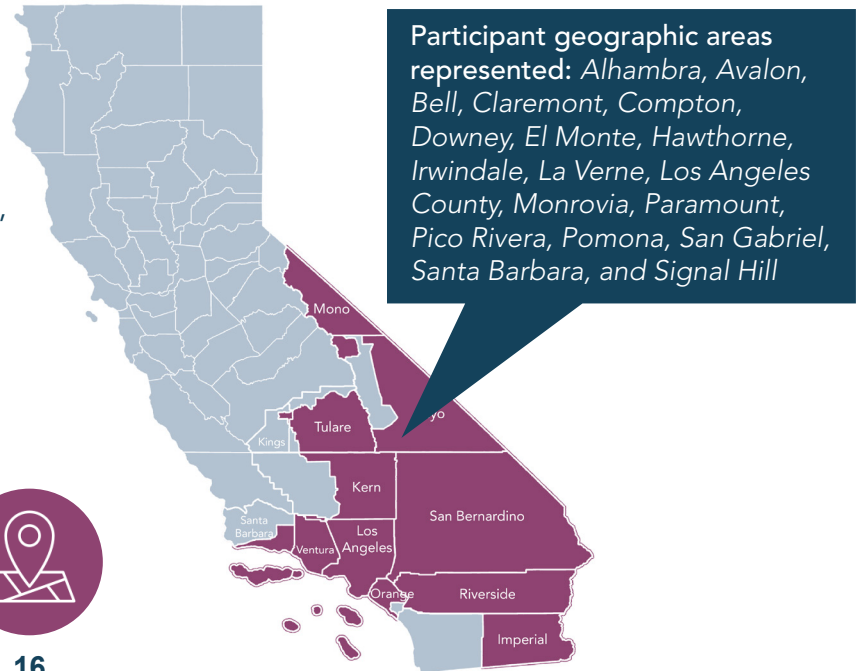 Participant geographic areas
represented: Alhambra, Avalon,
Bell, Claremont, Compton,
Downey, El Monte, Hawthorne,
Irwindale, La Verne, Los Angeles
County, Monrovia, Paramount,
Pico Rivera, Pomona, San Gabriel,
Santa Barbara, and Signal Hill
,
Mono
yo
Tulare
Kings
Kern
San Bernardino
Santa
Barbara
Ventura
Los
Angeles
Orange
Riverside
Imperial
16